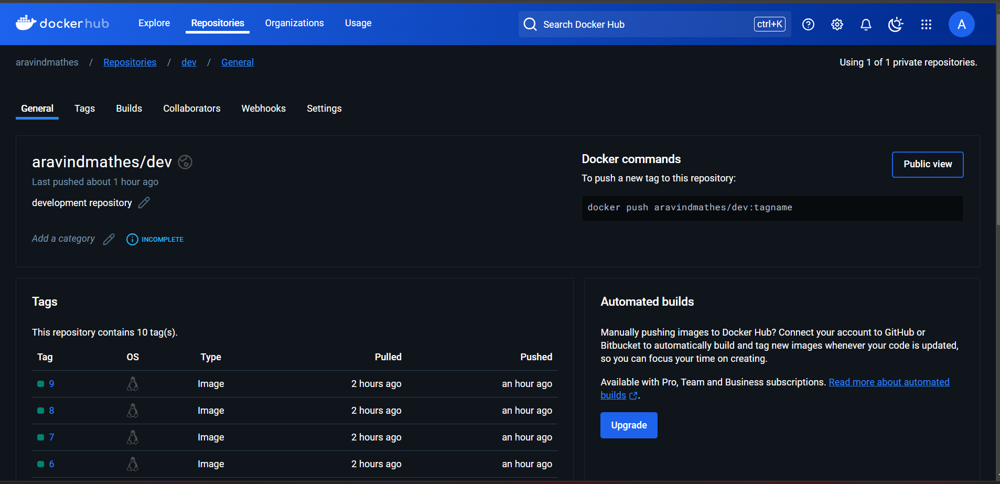 dockerhub
Explore
Repositories
Organizations
Usage
Search Docker Hub
ctrl+K
A
aravindmathes / Repositories / dev / General
Using 1 of 1 private repositories.
General
Tags
Builds
Collaborators
Webhooks
Settings
aravindmathes/dev
Last pushed about 1 hour ago
development repository
Add a category
INCOMPLETE
Docker commands
To push a new tag to this repository:
docker push aravindmathes/dev:tagname
Public view
Tags
This repository contains 10 tag(s).
Tag OS Type Pulled Pushed
9 Image 2 hours ago an hour ago
8 Image 2 hours ago an hour ago
7 Image 2 hours ago an hour ago
6 Image 2 hours ago an hour ago
Automated builds
Manually pushing images to Docker Hub? Connect your account to GitHub or
Bitbucket to automatically build and tag new images whenever your code is updated,
so you can focus your time on creating.
Available with Pro, Team and Business subscriptions. Read more about automated
builds.
Upgrade